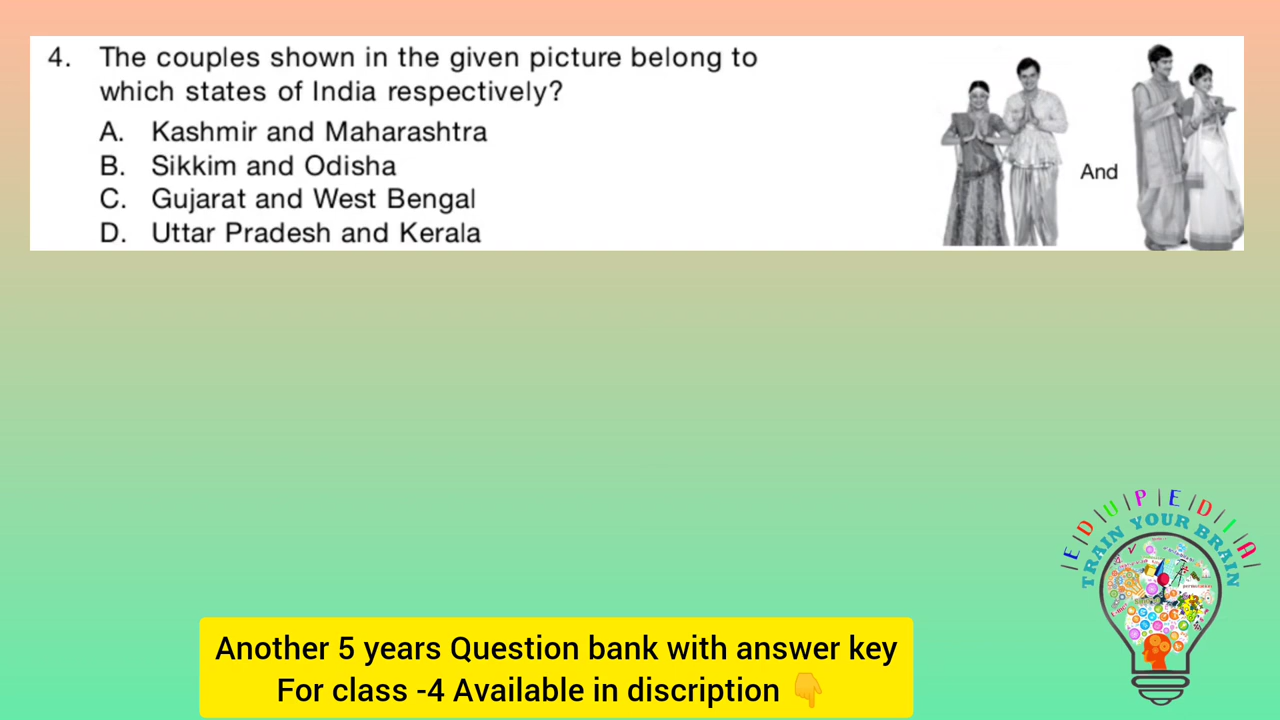 4. The couples shown in the given picture belong to
which states of India respectively?
A. Kashmir and Maharashtra
B. Sikkim and Odisha
C. Gujarat and West Bengal
D. Uttar Pradesh and Kerala
And
|E|D|U|P|E|D|I|A|
TRAIN YOUR BRAIN
Another 5 years Question bank with answer key
For class -4 Available in discription 👇